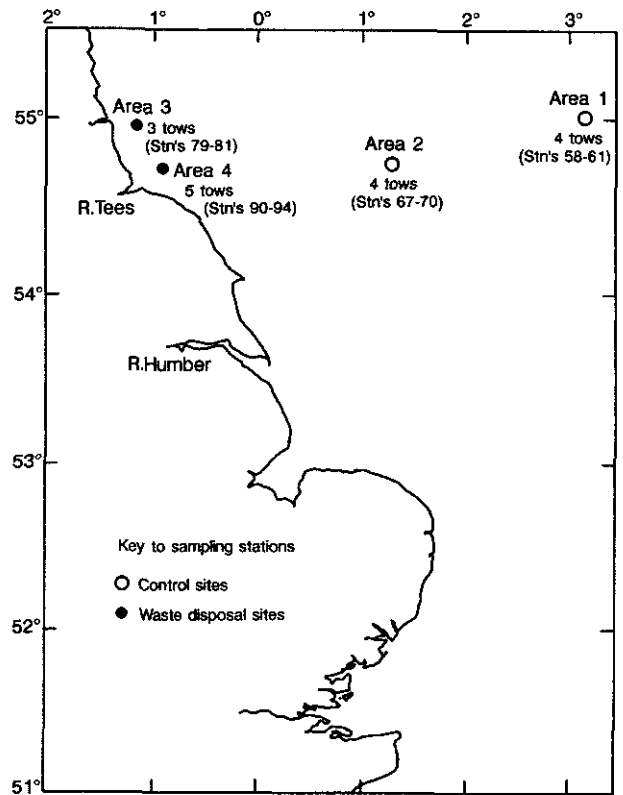 2° 1° 0° 1° 2° 3°
Area 1
4 tows
(Stn's 58-61)
Area 2
4 tows
(Stn's 67-70)
Area 3
3 tows
(Stn's 79-81)
Area 4
5 tows
(Stn's 90-94)
55°
R.Tees
54°
R.Humber
53°
Key to sampling stations
Control sites
Waste disposal sites
52°
51°